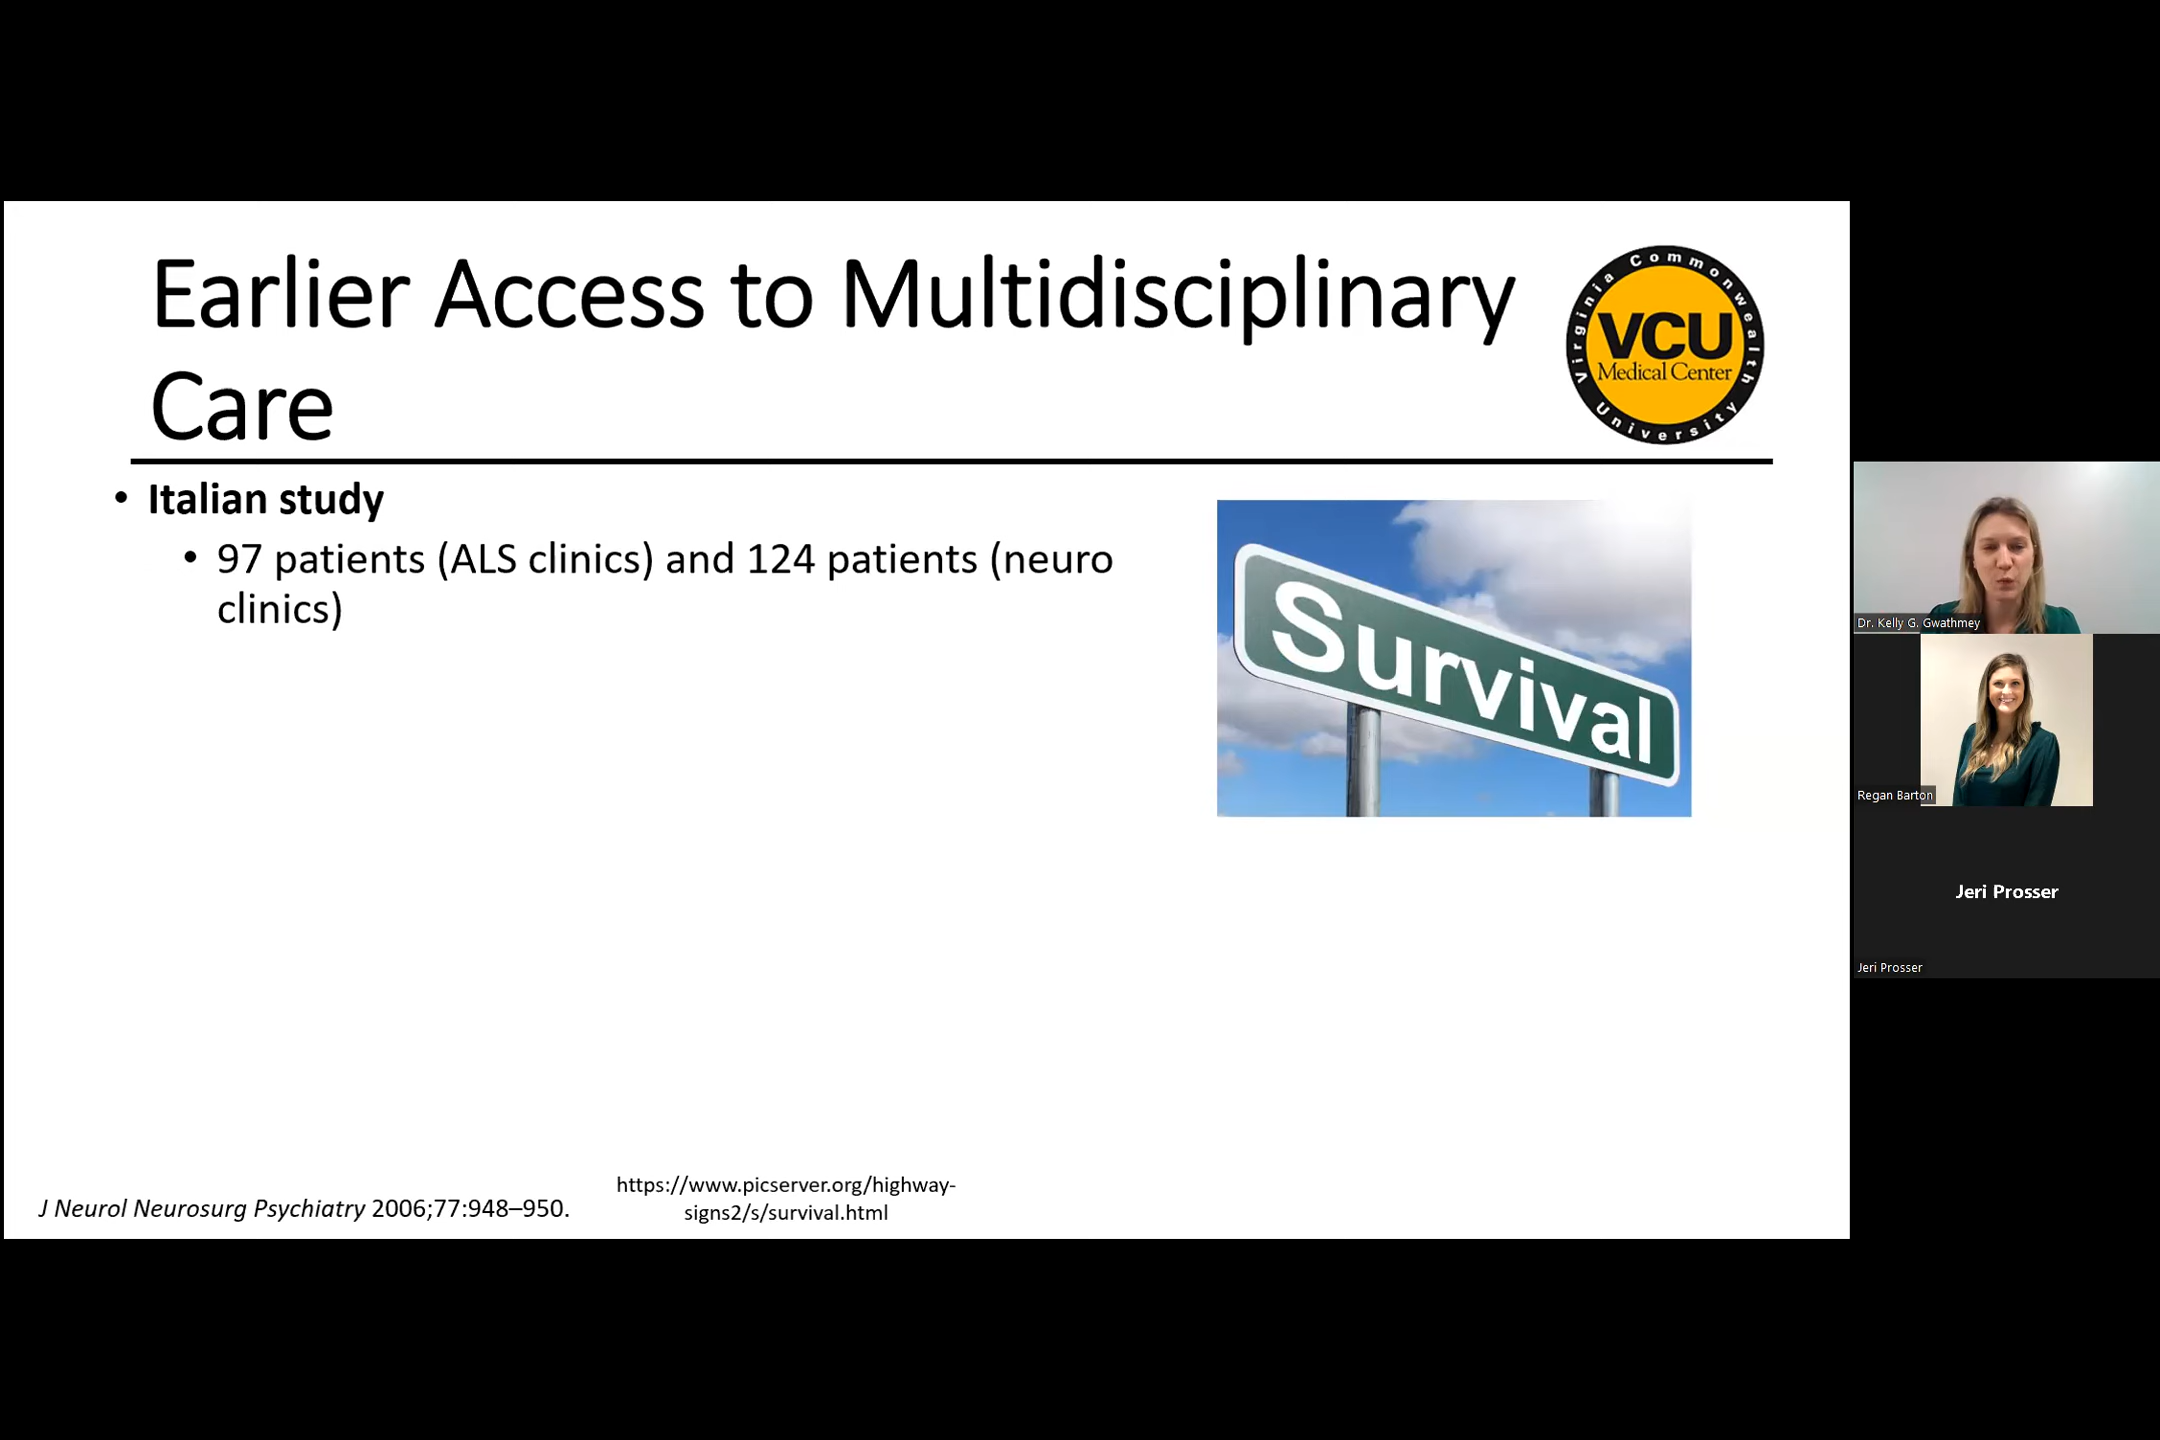 Earlier Access to Multidisciplinary
Care
Virginia Commonwealth University
VCU
Medical Center
• Italian study
• 97 patients (ALS clinics) and 124 patients (neuro
clinics)
Survival
J Neurol Neurosurg Psychiatry 2006;77:948–950.
https://www.picserver.org/highway-
signs2/s/survival.html
Dr. Kelly G. Gwathmey
Regan Barton
Jeri Prosser
Jeri Prosser